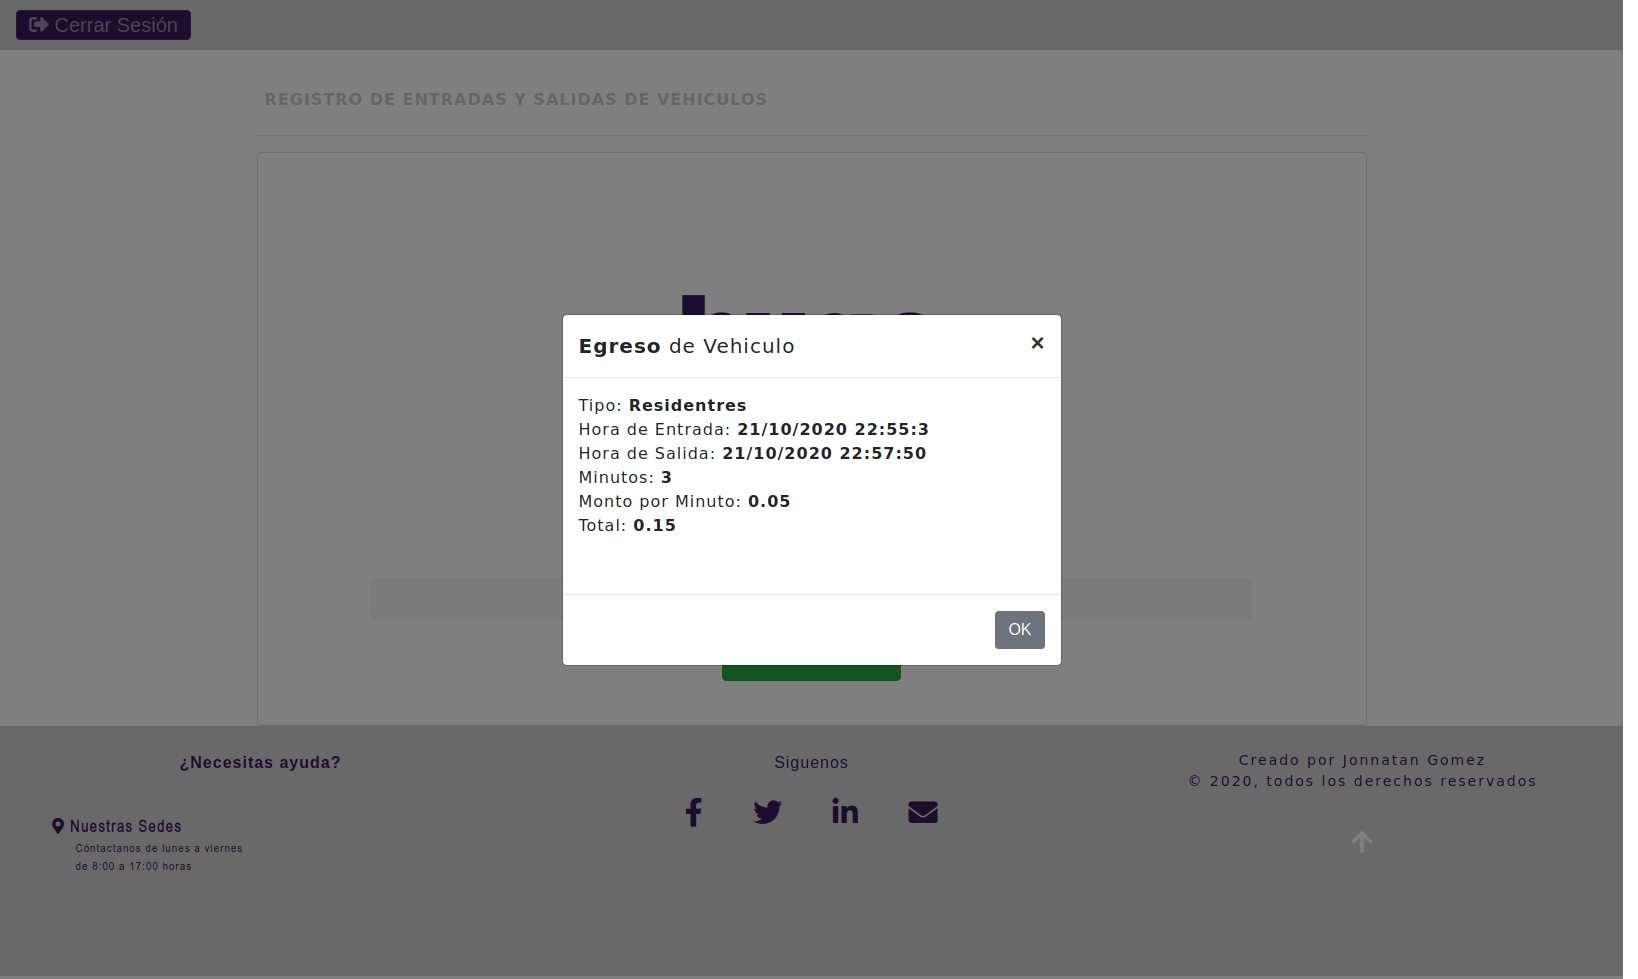 Cerrar Sesión
REGISTRO DE ENTRADAS Y SALIDAS DE VEHICULOS
Egreso de Vehiculo
×
Tipo: Residentres
Hora de Entrada: 21/10/2020 22:55:3
Hora de Salida: 21/10/2020 22:57:50
Minutos: 3
Monto por Minuto: 0.05
Total: 0.15
OK
¿Necesitas ayuda?
Nuestras Sedes
Cóntactanos de lunes a viernes
de 8:00 a 17:00 horas
Siguenos
Creado por Jonnatan Gomez
© 2020, todos los derechos reservados